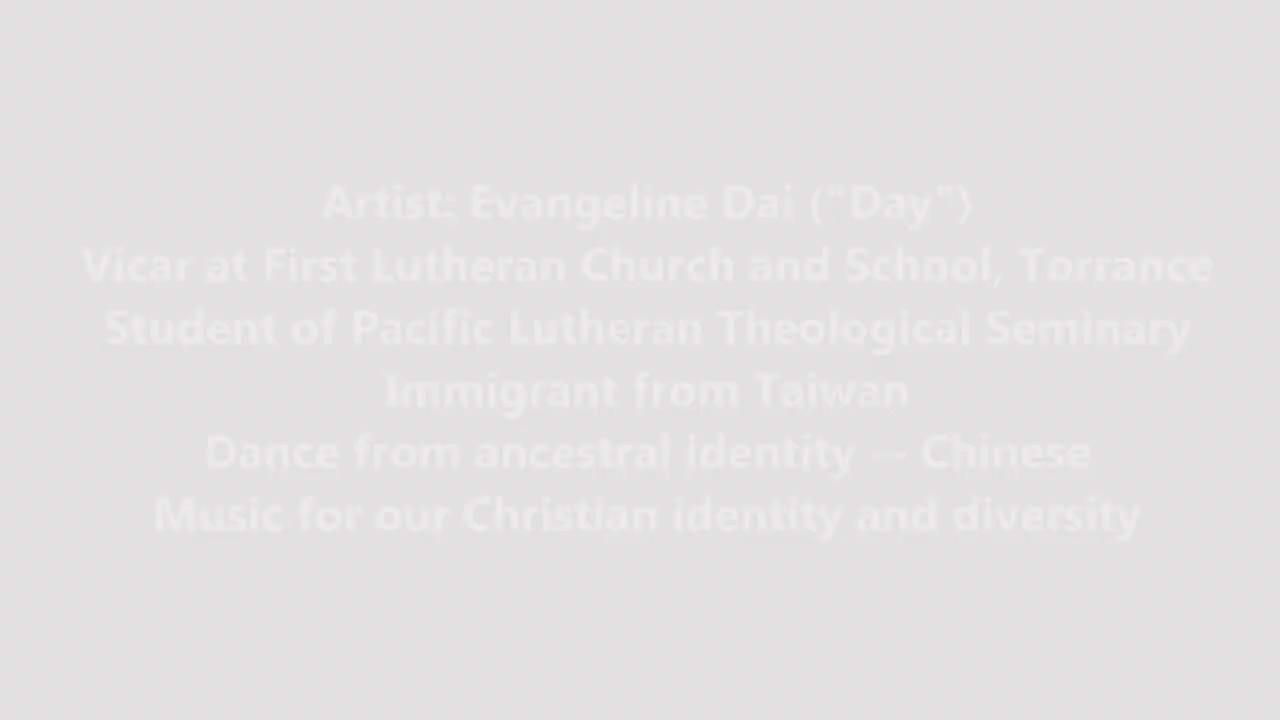 Artist: Evangeline Dai ("Day")
Vicar at First Lutheran Church and School, Torrance
Student of Pacific Lutheran Theological Seminary
Immigrant from Taiwan
Dance from ancestral identity — Chinese
Music for our Christian identity and diversity